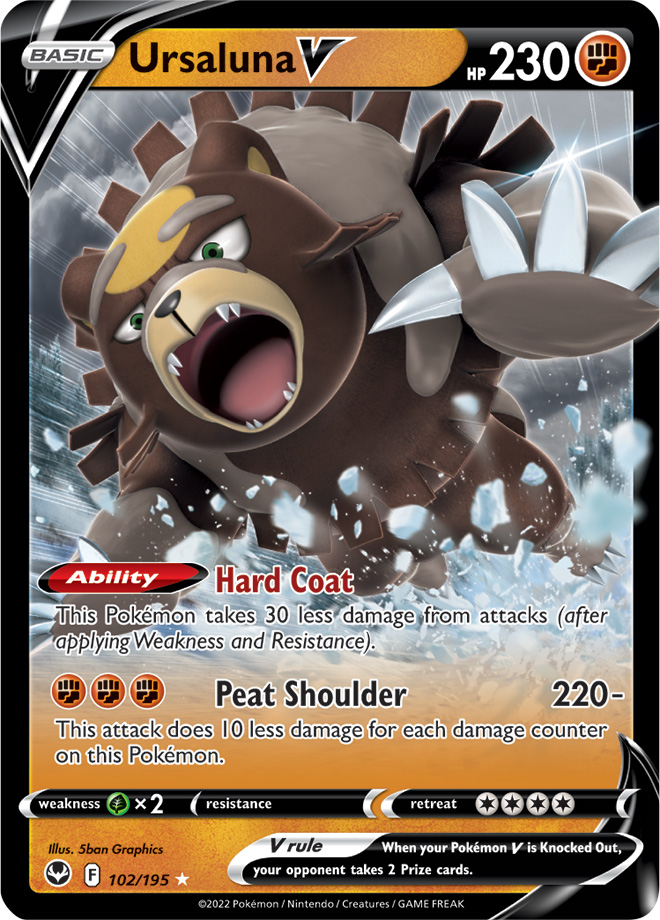 BASIC Ursaluna V HP 230
Ability Hard Coat
This Pokémon takes 30 less damage from attacks (after
applying Weakness and Resistance).
Peat Shoulder 220-
This attack does 10 less damage for each damage counter
on this Pokémon.
weakness ×2 resistance retreat
Illus. 5ban Graphics
V rule When your Pokémon V is Knocked Out,
your opponent takes 2 Prize cards.
F 102/195
©2022 Pokémon / Nintendo / Creatures / GAME FREAK